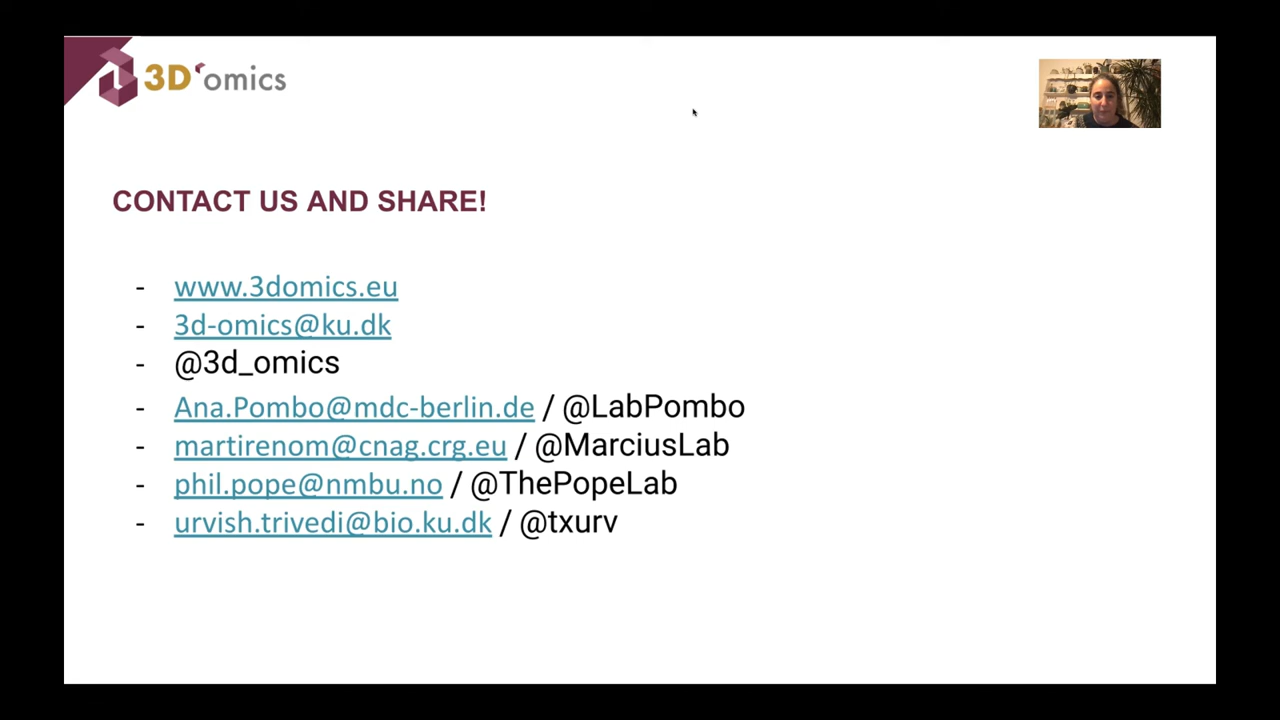 3D'omics
CONTACT US AND SHARE!
- www.3domics.eu
- 3d-omics@ku.dk
- @3d_omics
- Ana.Pombo@mdc-berlin.de / @LabPombo
- martirenom@cnag.crg.eu / @MarciusLab
- phil.pope@nmbu.no / @ThePopeLab
- urvish.trivedi@bio.ku.dk / @txurv